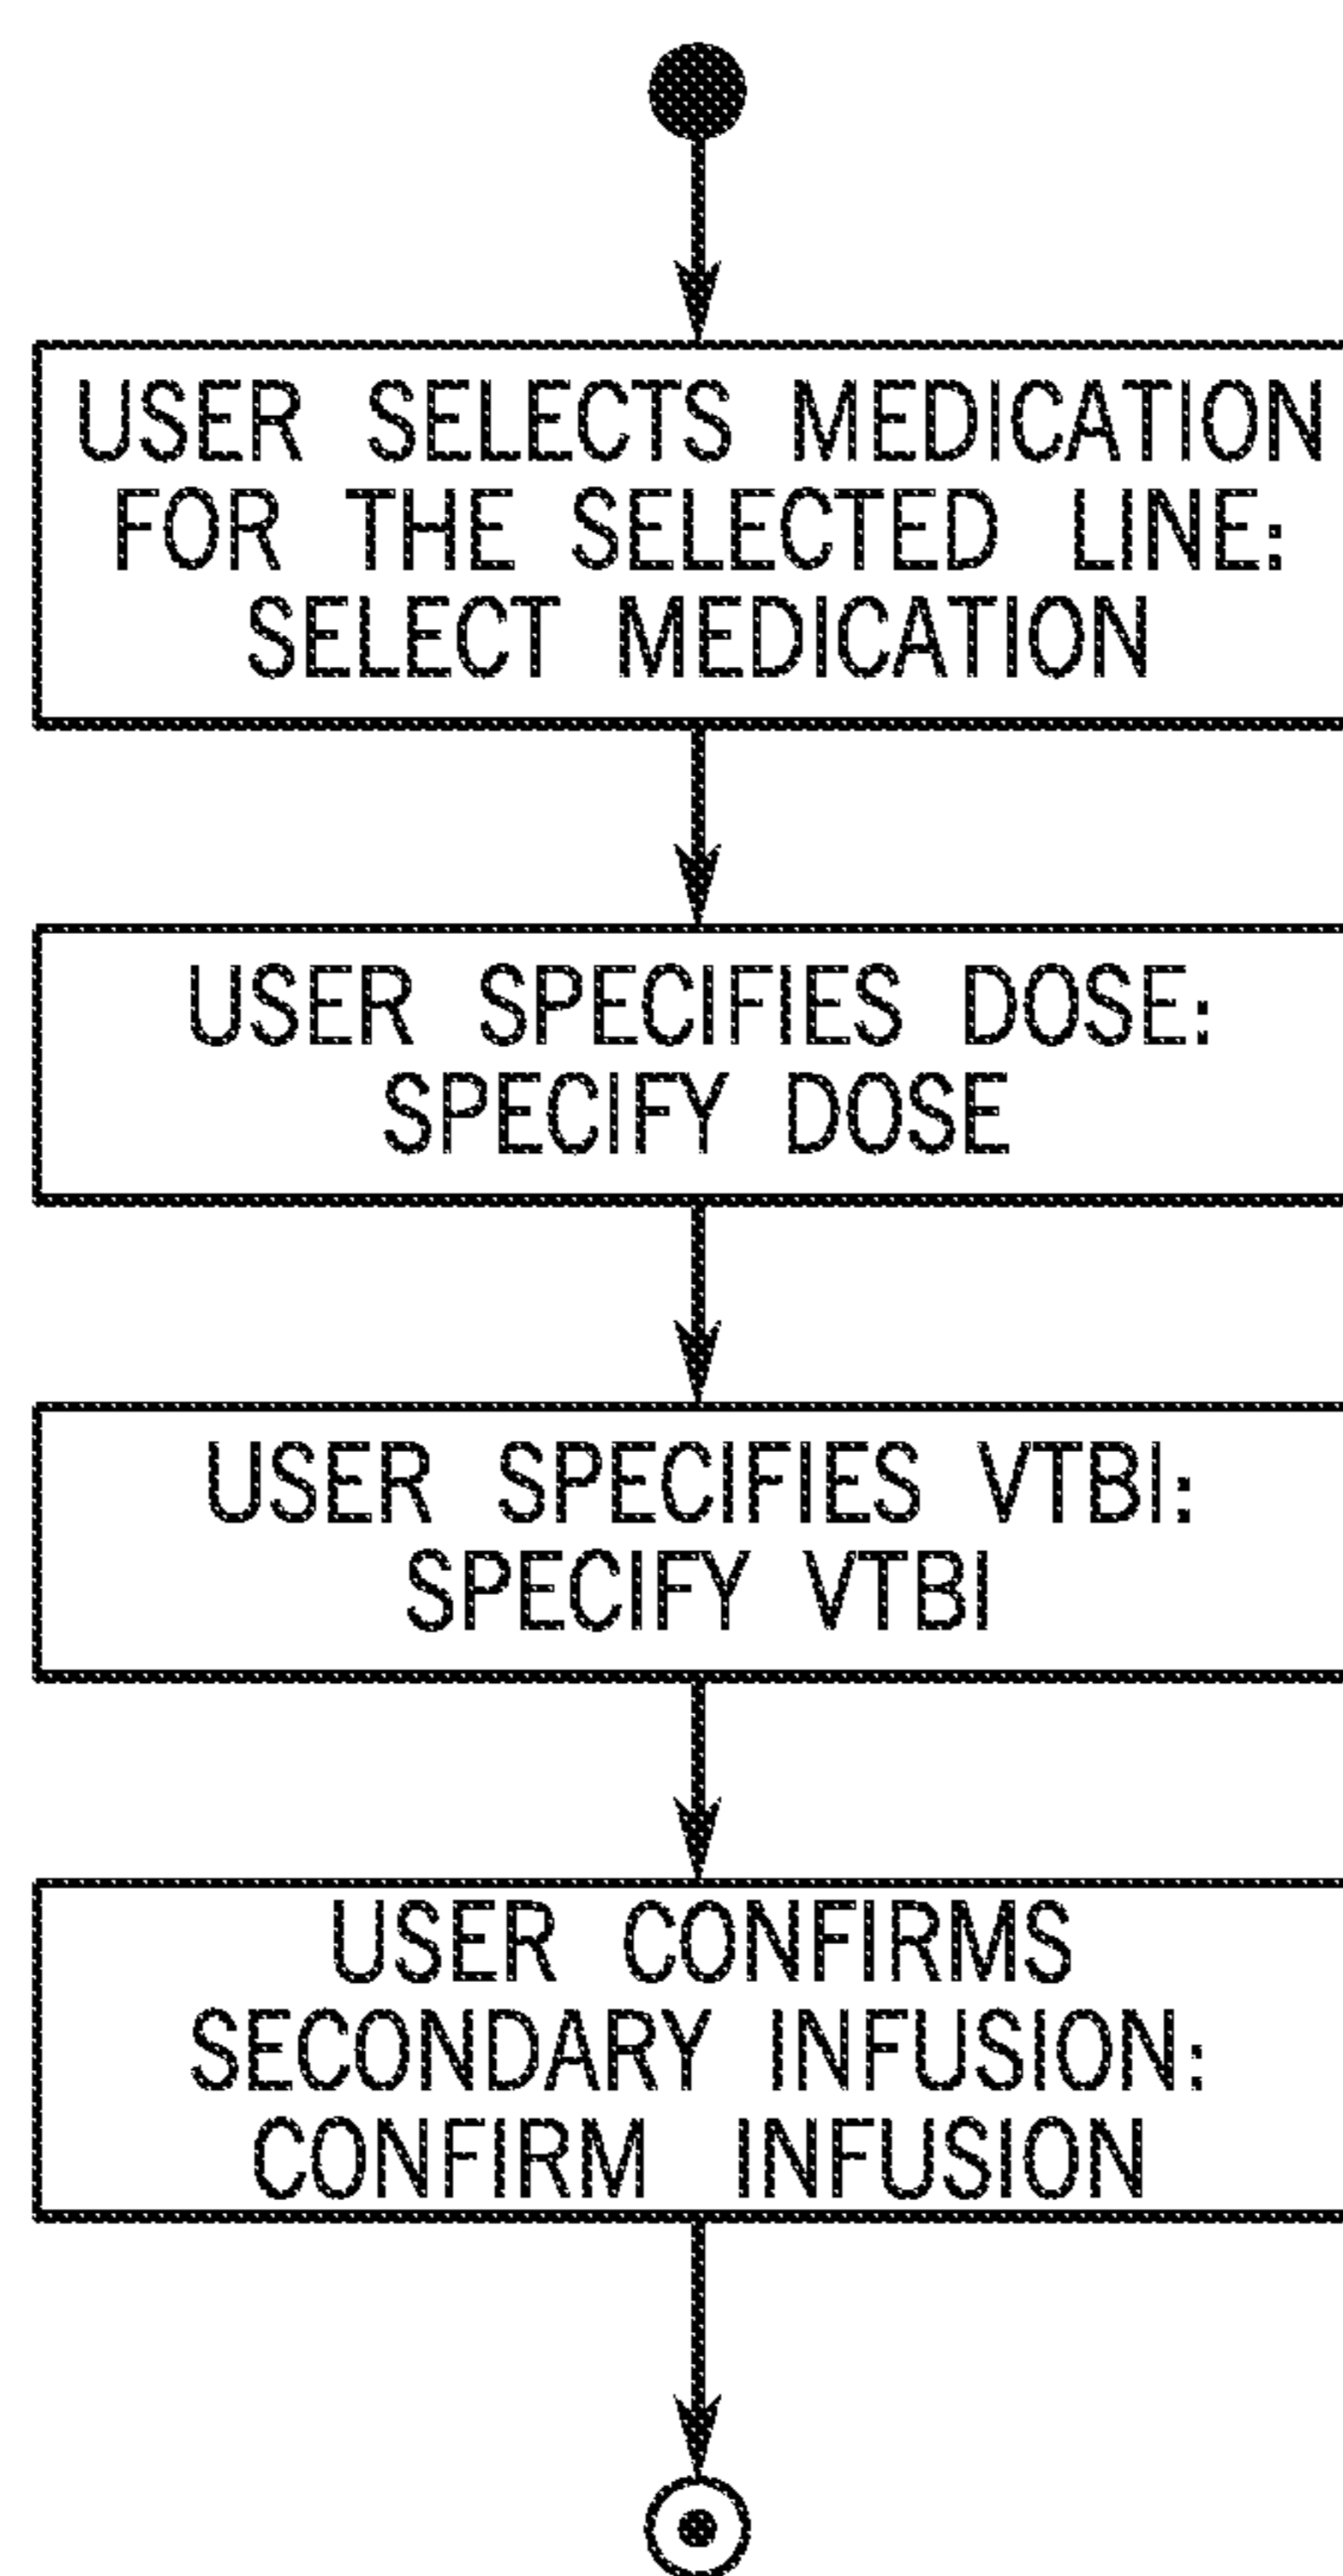 USER SELECTS MEDICATION
FOR THE SELECTED LINE:
SELECT MEDICATION
USER SPECIFIES DOSE:
SPECIFY DOSE
USER SPECIFIES VTBI:
SPECIFY VTBI
USER CONFIRMS
SECONDARY INFUSION:
CONFIRM INFUSION